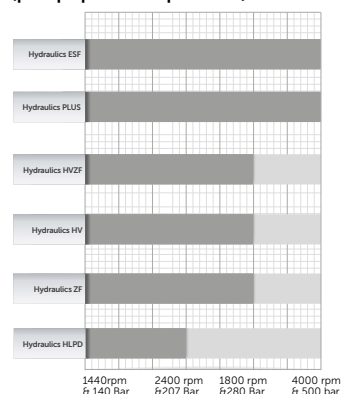 Hydraulics ESF
Hydraulics PLUS
Hydraulics HVZF
Hydraulics HV
Hydraulics ZF
Hydraulics HLPD
1440rpm 2400 rpm 1800 rpm 4000 rpm
& 140 Bar &207 Bar &280 Bar & 500 bar